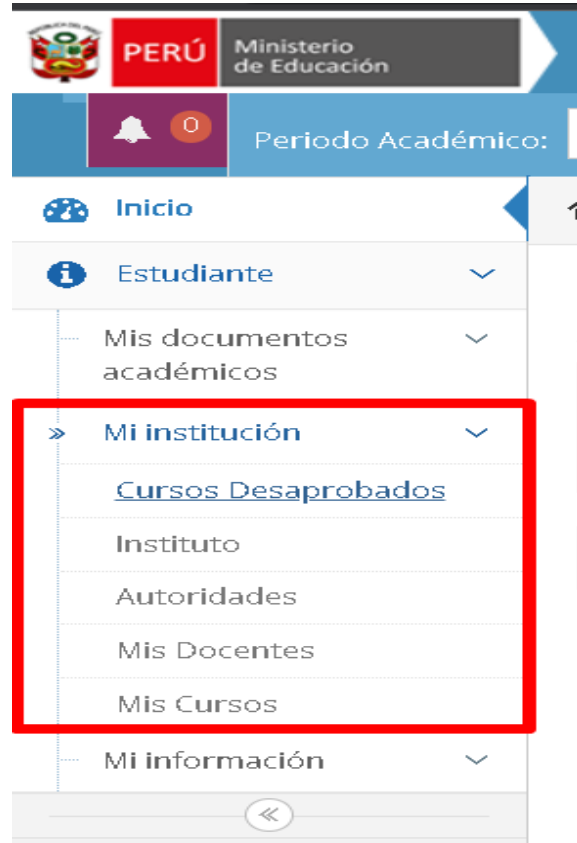 PERÚ
Ministerio
de Educación
0
Periodo Académico:
Inicio
Estudiante
Mis documentos
académicos
Mi institución
Cursos Desaprobados
Instituto
Autoridades
Mis Docentes
Mis Cursos
Mi información